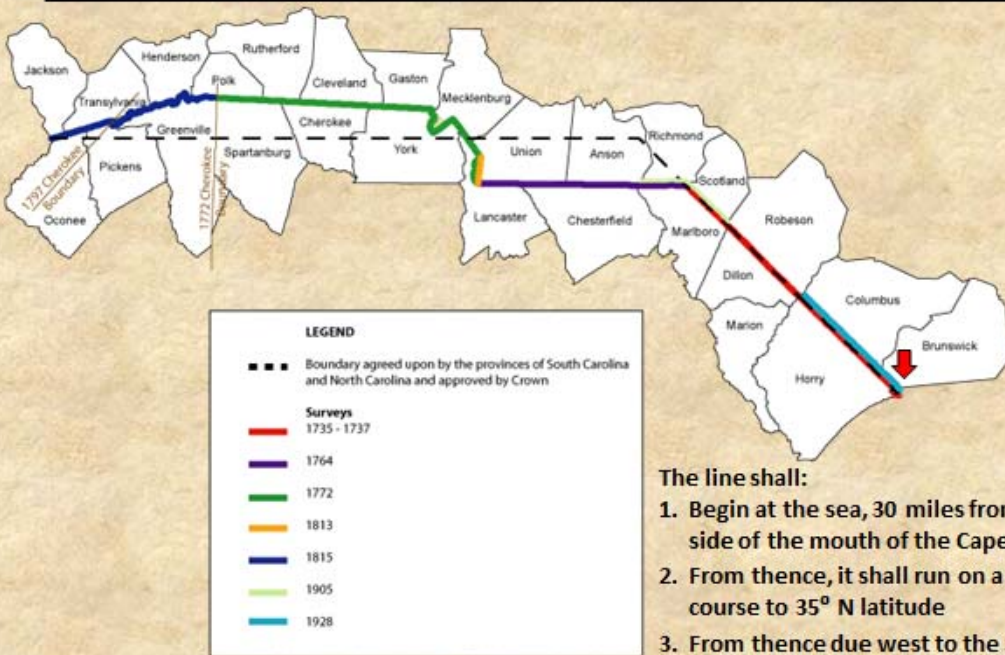 Jackson
Henderson
Rutherford
Transylvania
Polk
Cleveland
Gaston
Mecklenburg
Greenville
Cherokee
Pickens
Spartanburg
York
Union
Anson
Richmond
Scotland
1797 Cherokee
Boundary
1772 Cherokee
Boundary
Oconee
Lancaster
Chesterfield
Marlboro
Robeson
Dillon
Marion
Columbus
Horry
Brunswick
LEGEND
Boundary agreed upon by the provinces of South Carolina
and North Carolina and approved by Crown
Surveys
1735 - 1737
1764
1772
1813
1815
1905
1928
The line shall:
1. Begin at the sea, 30 miles from
side of the mouth of the Cape
2. From thence, it shall run on a
course to 35° N latitude
3. From thence due west to the